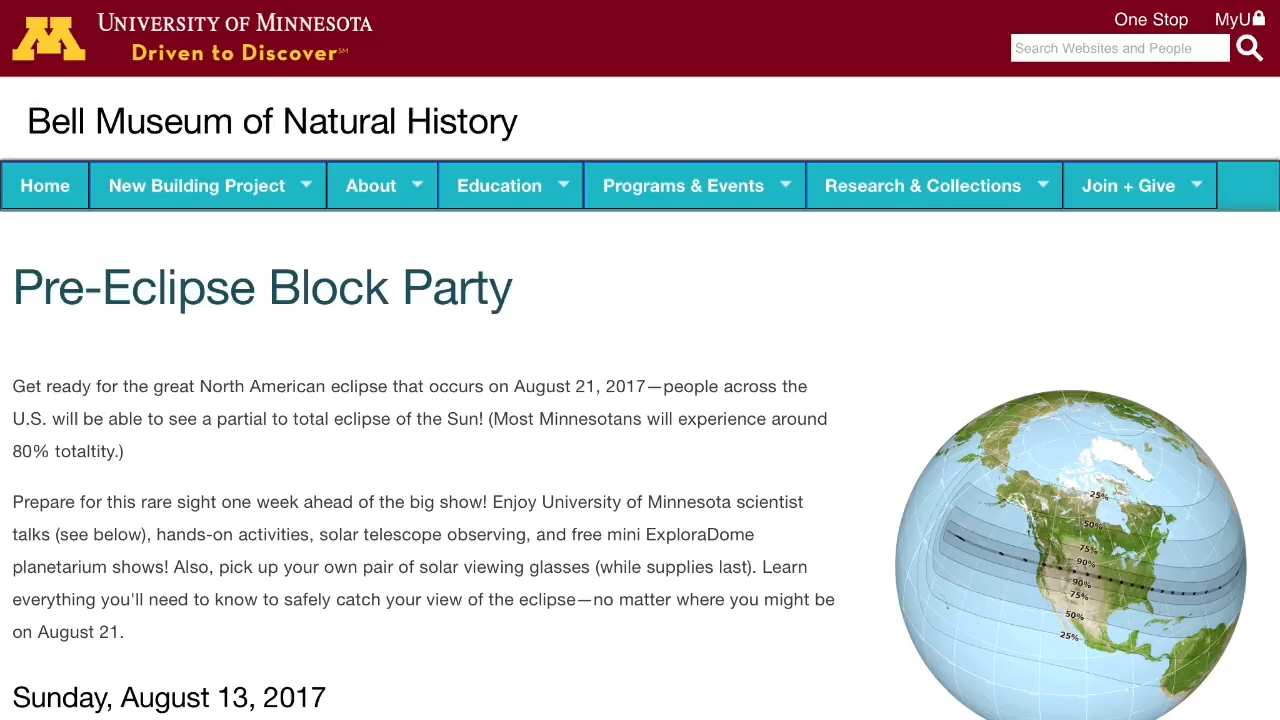 UNIVERSITY OF MINNESOTA
Driven to Discover℠
One Stop MyU
Search Websites and People
Bell Museum of Natural History
Home New Building Project About Education Programs & Events Research & Collections Join + Give
Pre-Eclipse Block Party
Get ready for the great North American eclipse that occurs on August 21, 2017—people across the
U.S. will be able to see a partial to total eclipse of the Sun! (Most Minnesotans will experience around
80% totaltity.)
Prepare for this rare sight one week ahead of the big show! Enjoy University of Minnesota scientist
talks (see below), hands-on activities, solar telescope observing, and free mini ExploraDome
planetarium shows! Also, pick up your own pair of solar viewing glasses (while supplies last). Learn
everything you'll need to know to safely catch your view of the eclipse—no matter where you might be
on August 21.
Sunday, August 13, 2017
25%
50%
75%
90%
90%
75%
50%
25%